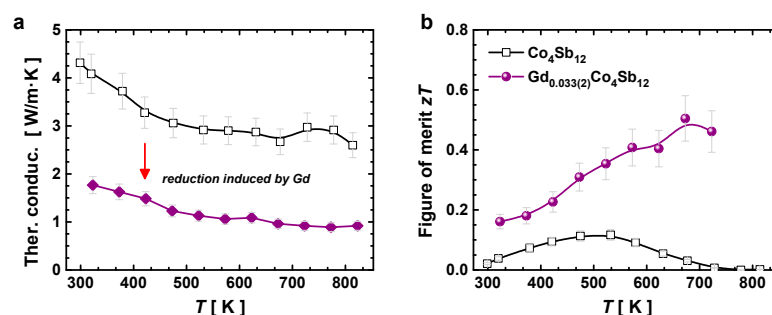 a
Ther. conduc. [ W/m·K ]
5
4
3
2
1
0
reduction induced by Gd
300 400 500 600 700 800
T [ K ]
b
Figure of merit zT
0.8
0.6
0.4
0.2
0.0
Co4Sb12
Gd0.033(2)Co4Sb12
300 400 500 600 700 800
T [ K ]